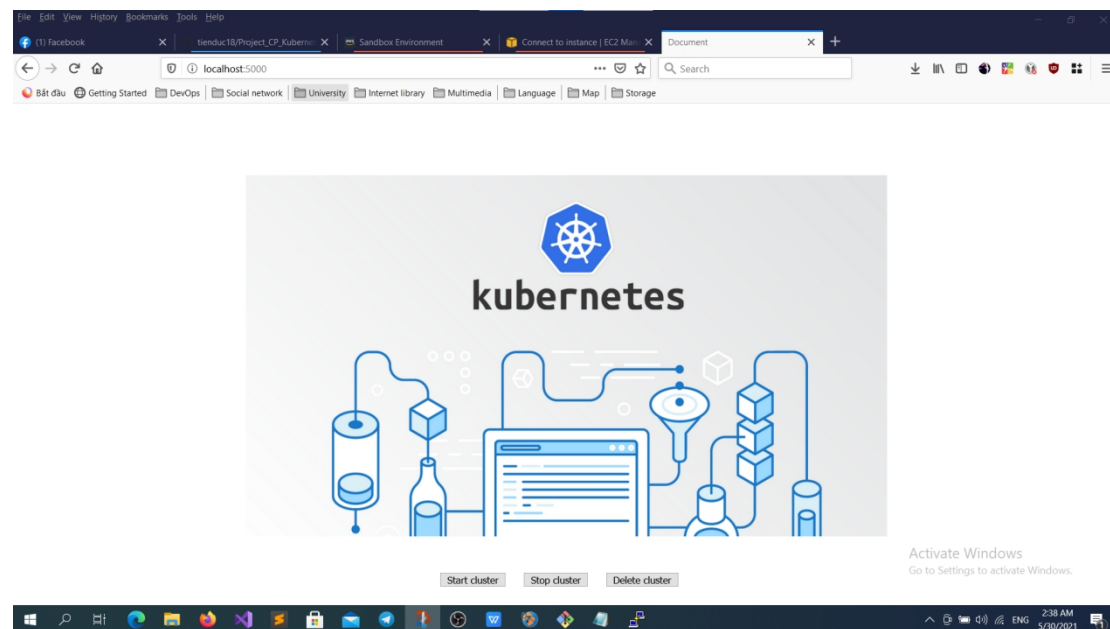 File Edit View History Bookmarks Tools Help
(1) Facebook
tienduc18/Project_CP_Kuberne
Sandbox Environment
Connect to instance | EC2 Man
Document
localhost:5000
Search
Bắt đầu Getting Started DevOps Social network University Internet library Multimedia Language Map Storage
kubernetes
Activate Windows
Go to Settings to activate Windows.
Start cluster Stop cluster Delete cluster
ENG
2:38 AM
5/30/2021